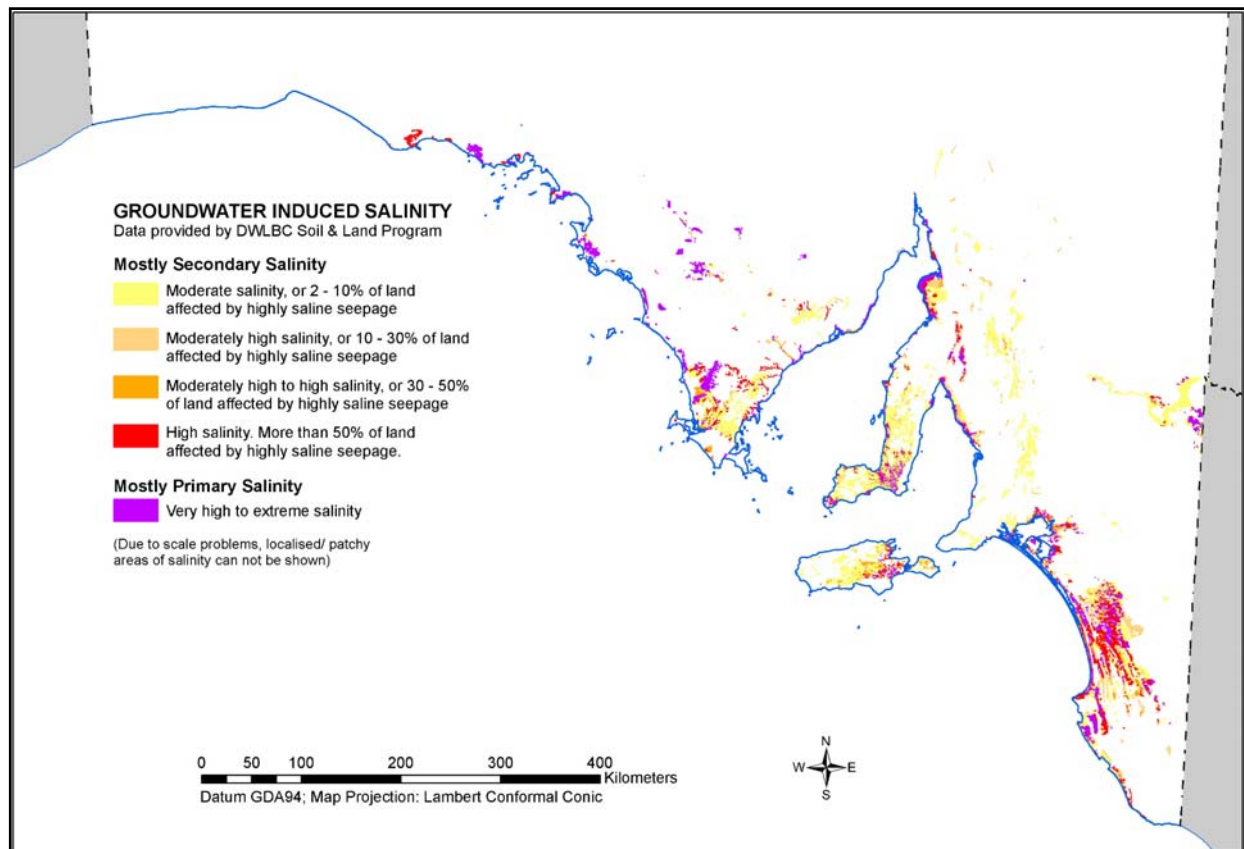 GROUNDWATER INDUCED SALINITY
Data provided by DWLBC Soil & Land Program
Mostly Secondary Salinity
Moderate salinity, or 2 - 10% of land
affected by highly saline seepage
Moderately high salinity, or 10 - 30% of land
affected by highly saline seepage
Moderately high to high salinity, or 30 - 50%
of land affected by highly saline seepage
High salinity. More than 50% of land
affected by highly saline seepage.
Mostly Primary Salinity
Very high to extreme salinity
(Due to scale problems, localised/ patchy
areas of salinity can not be shown)
0 50 100 200 300 400
Kilometers
Datum GDA94; Map Projection: Lambert Conformal Conic
N
W E
S